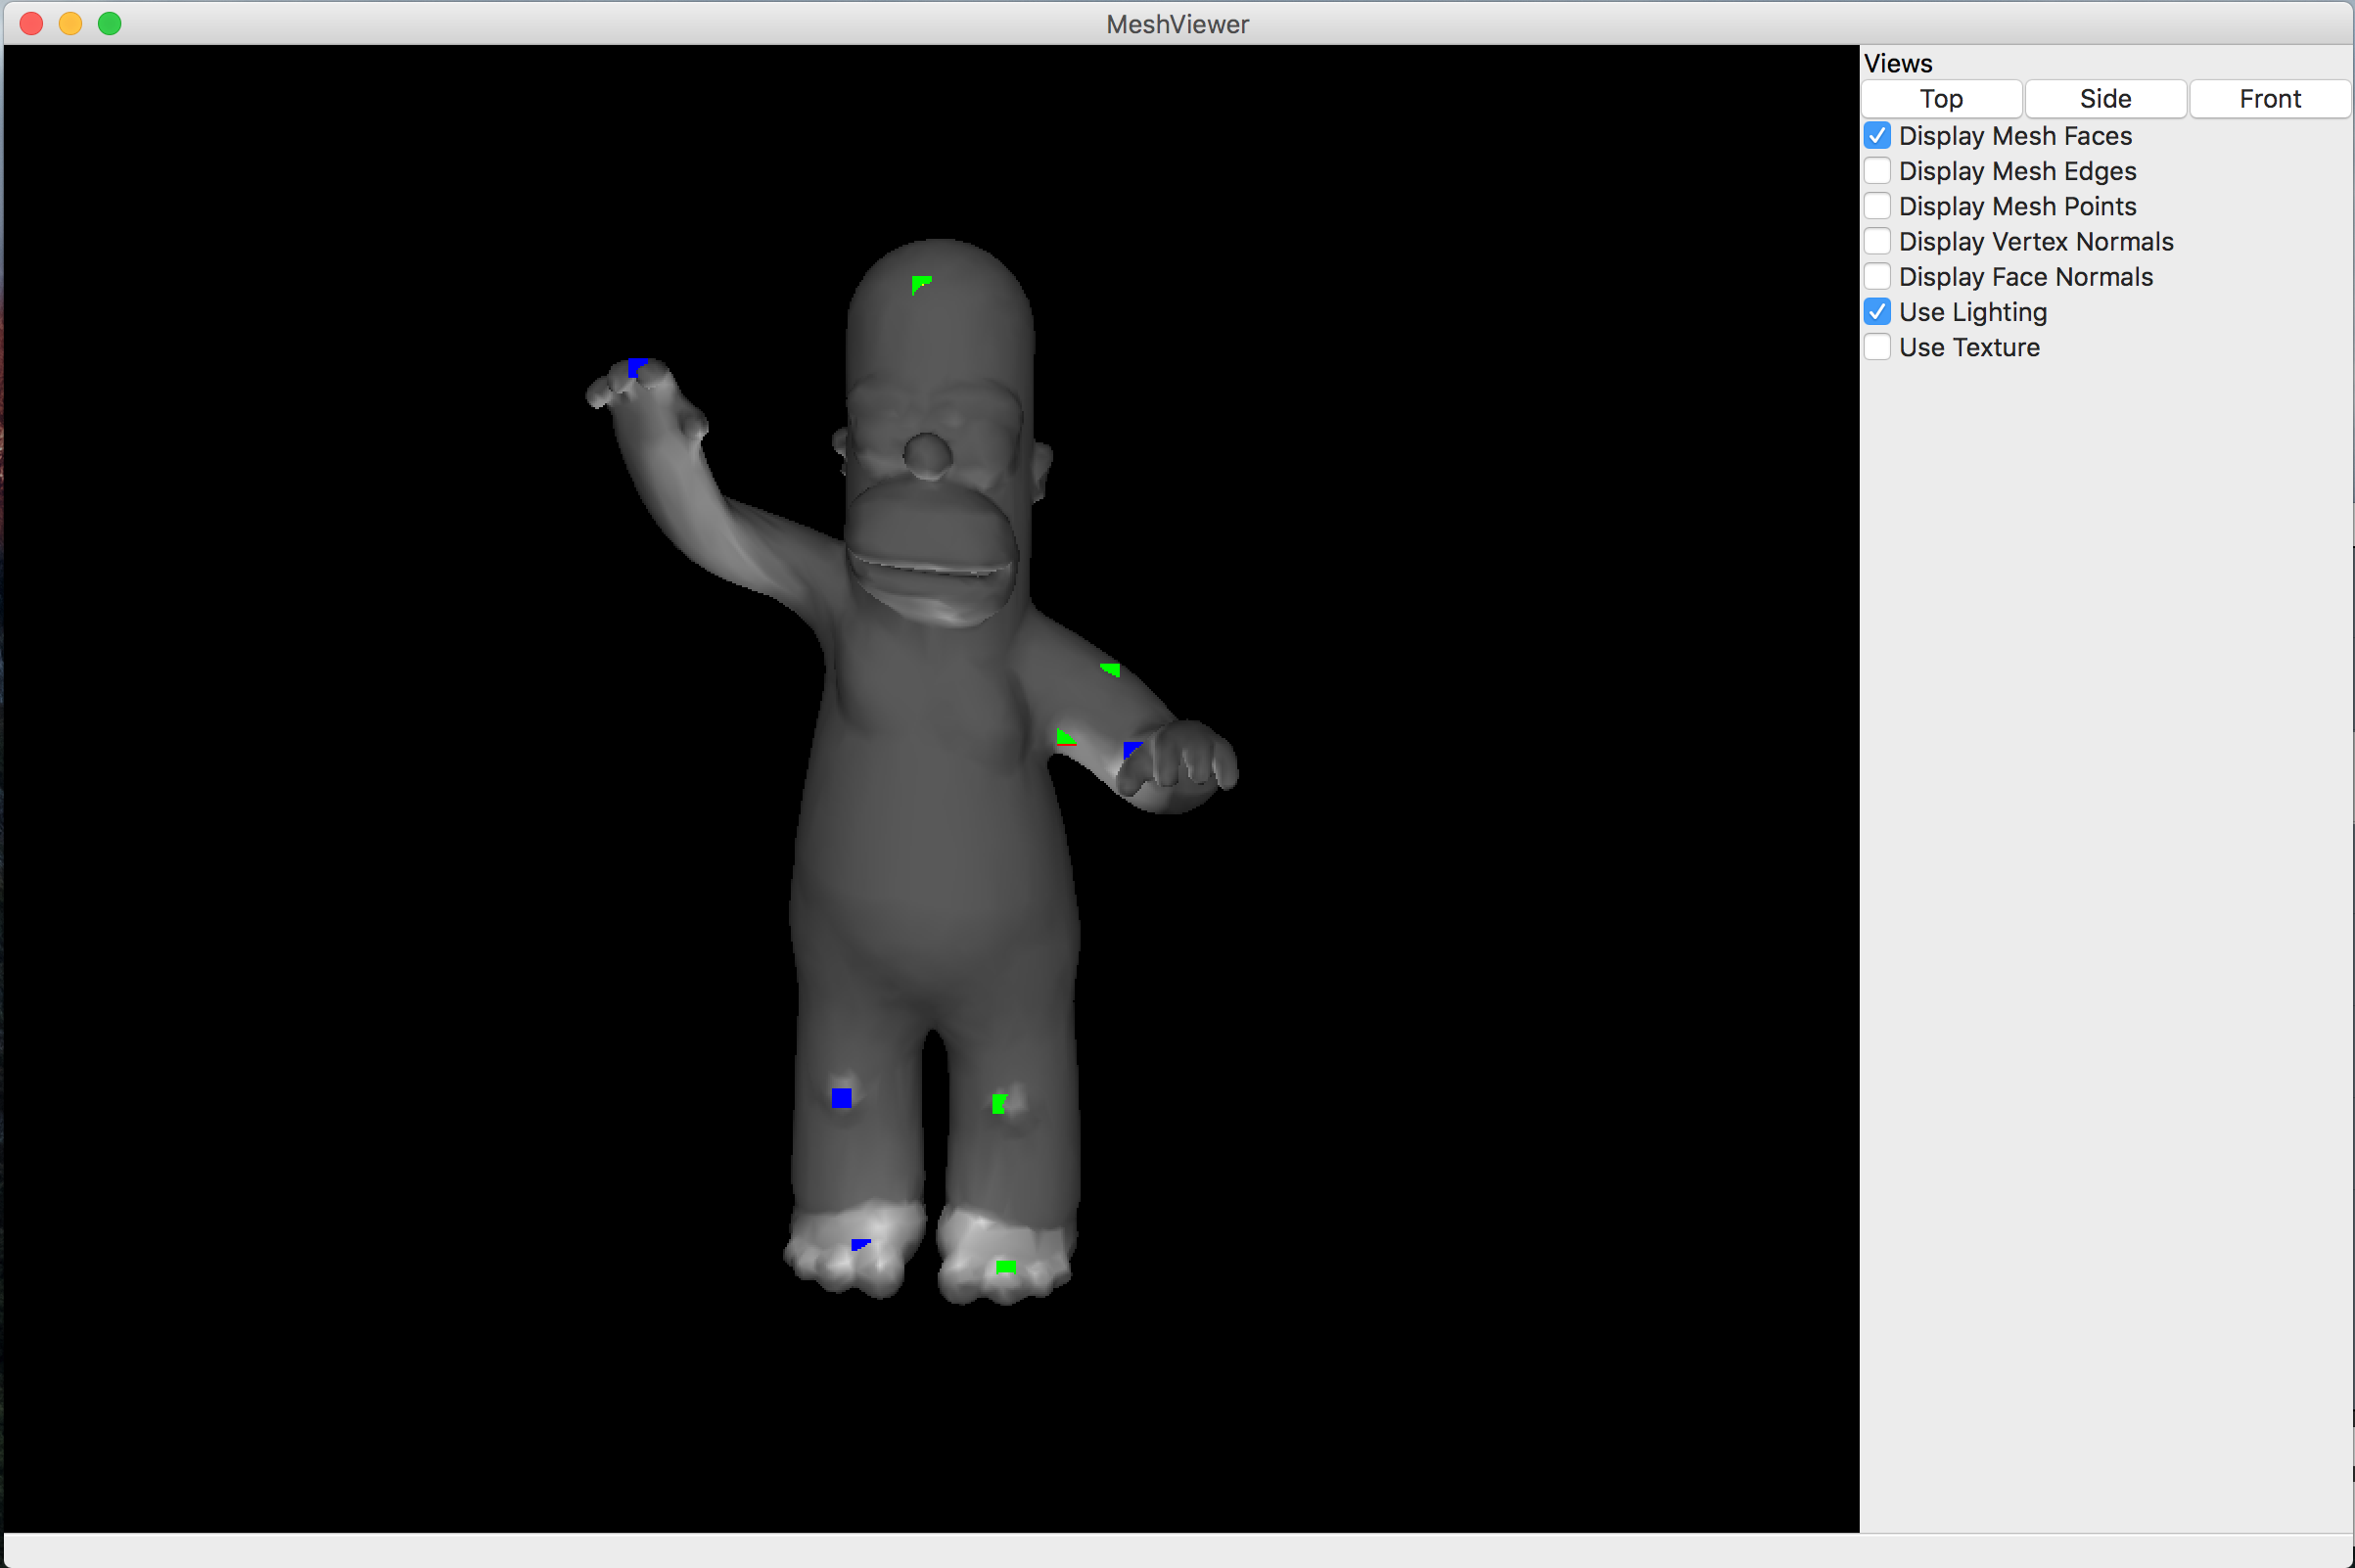 MeshViewer
Views
Top Side Front
Display Mesh Faces
Display Mesh Edges
Display Mesh Points
Display Vertex Normals
Display Face Normals
Use Lighting
Use Texture